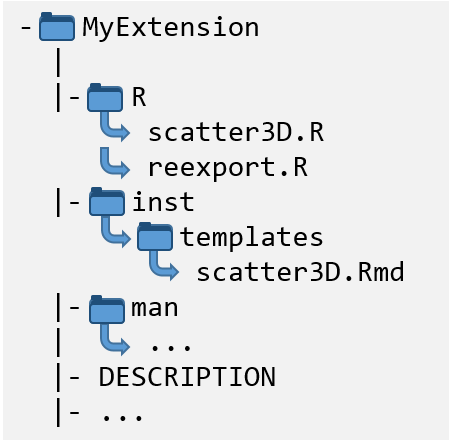 - MyExtension
|
|- R
scatter3D.R
reexport.R
|- inst
templates
scatter3D.Rmd
|- man
| ...
|- DESCRIPTION
|- ...